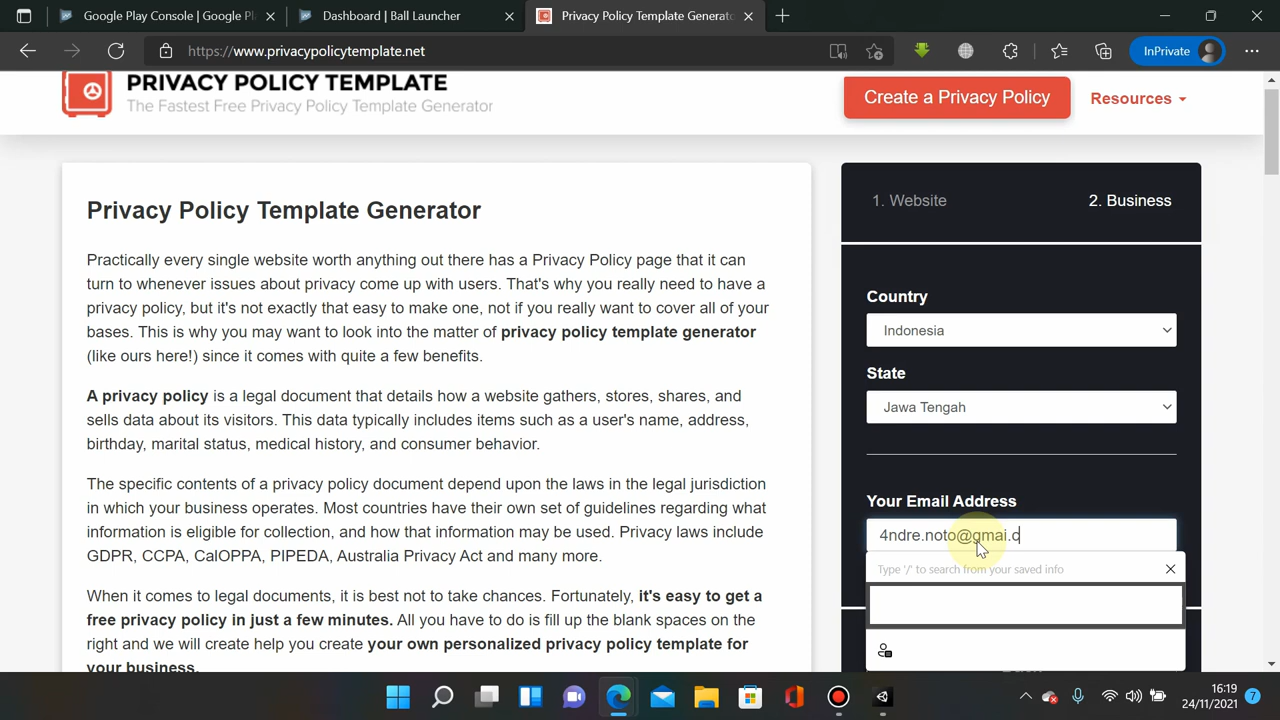 Google Play Console | Google Pl
Dashboard | Ball Launcher
Privacy Policy Template Generato
https://www.privacypolicytemplate.net
InPrivate
PRIVACY POLICY TEMPLATE
The Fastest Free Privacy Policy Template Generator
Create a Privacy Policy
Resources
Privacy Policy Template Generator
Practically every single website worth anything out there has a Privacy Policy page that it can
turn to whenever issues about privacy come up with users. That's why you really need to have a
privacy policy, but it's not exactly that easy to make one, not if you really want to cover all of your
bases. This is why you may want to look into the matter of privacy policy template generator
(like ours here!) since it comes with quite a few benefits.
A privacy policy is a legal document that details how a website gathers, stores, shares, and
sells data about its visitors. This data typically includes items such as a user's name, address,
birthday, marital status, medical history, and consumer behavior.
The specific contents of a privacy policy document depend upon the laws in the legal jurisdiction
in which your business operates. Most countries have their own set of guidelines regarding what
information is eligible for collection, and how that information may be used. Privacy laws include
GDPR, CCPA, CalOPPA, PIPEDA, Australia Privacy Act and many more.
When it comes to legal documents, it is best not to take chances. Fortunately, it's easy to get a
free privacy policy in just a few minutes. All you have to do is fill up the blank spaces on the
right and we will create help you create your own personalized privacy policy template for
your business.
1. Website
2. Business
Country
Indonesia
State
Jawa Tengah
Your Email Address
4ndre.noto@gmai.c
Type '/' to search from your saved info
16:19
24/11/2021
7